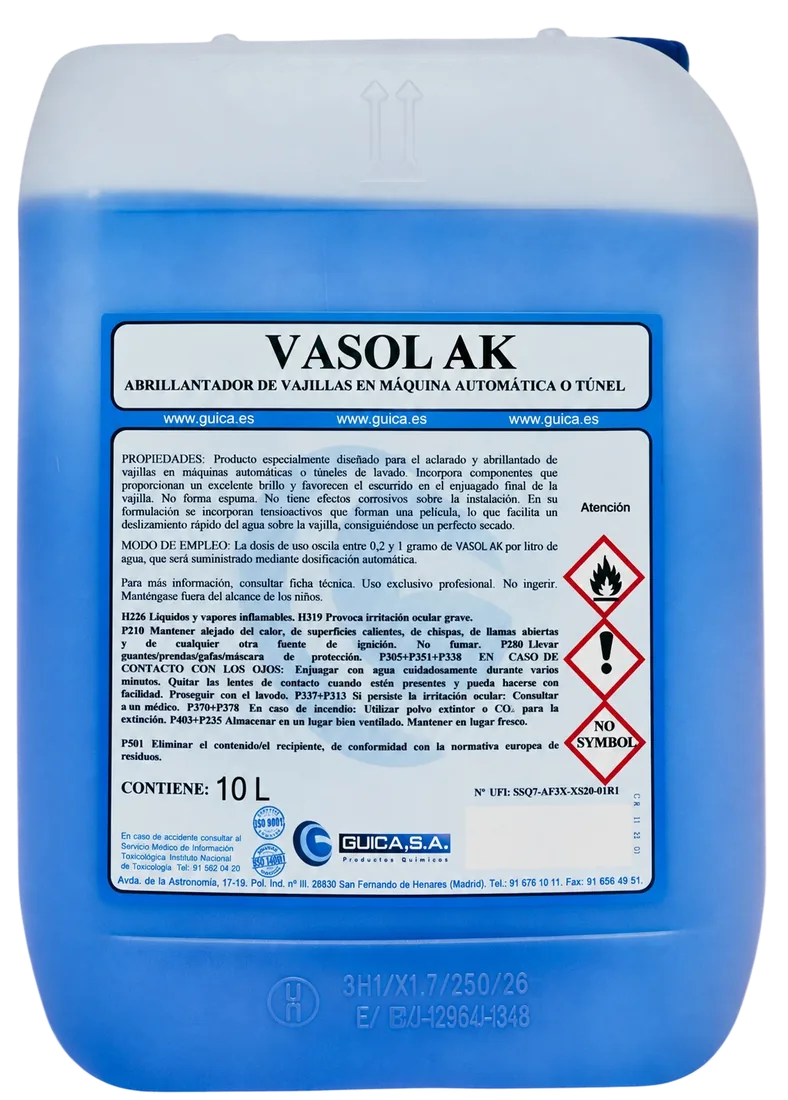 VASOL AK
ABRILLANTADOR DE VAJILLAS EN MÁQUINA AUTOMÁTICA O TÚNEL
www.guica.es www.guica.es www.guica.es
PROPIEDADES: Producto especialmente diseñado para el aclarado y abrillantado de
vajillas en máquinas automáticas o túneles de lavado. Incorpora componentes que
proporcionan un excelente brillo y favorecen el escurrido en el enjuagado final de la
vajilla. No forma espuma. No tiene efectos corrosivos sobre la instalación. En su
formulación se incorporan tensioactivos que forman una película, lo que facilita un
deslizamiento rápido del agua sobre la vajilla, consiguiéndose un perfecto secado.
MODO DE EMPLEO: La dosis de uso oscila entre 0,2 y 1 gramo de VASOL AK por litro de
agua, que será suministrado mediante dosificación automática.
Para más información, consultar ficha técnica. Uso exclusivo profesional. No ingerir.
Manténgase fuera del alcance de los niños.
H226 Líquidos y vapores inflamables. H319 Provoca irritación ocular grave.
P210 Mantener alejado del calor, de superficies calientes, de chispas, de llamas abiertas
y de cualquier otra fuente de ignición. No fumar. P280 Llevar
guantes/prendas/gafas/máscara de protección. P305+P351+P338 EN CASO DE
CONTACTO CON LOS OJOS: Enjuagar con agua cuidadosamente durante varios
minutos. Quitar las lentes de contacto cuando estén presentes y pueda hacerse con
facilidad. Proseguir con el lavodo. P337+P313 Si persiste la irritación ocular: Consultar
a un médico. P370+P378 En caso de incendio: Utilizar polvo extintor o CO₂ para la
extinción. P403+P235 Almacenar en un lugar bien ventilado. Mantener en lugar fresco.
P501 Eliminar el contenido/el recipiente, de conformidad con la normativa europea de
residuos.
Atención
NO
SYMBOL
CONTIENE: 10 L
Nº UFI: SSQ7-AF3X-XS20-01R1
CR 11 22 01
En caso de accidente consultar al
Servicio Médico de Información
Toxicológica Instituto Nacional
de Toxicología Tel: 91 562 04 20
ISO 9001
ISO 14001
GUICA,S.A.
Productos Químicos
Avda. de la Astronomía, 17-19. Pol. Ind. nº III. 28830 San Fernando de Henares (Madrid). Tel.: 91 676 10 11. Fax: 91 656 49 51.
3H1/X1.7/250/26